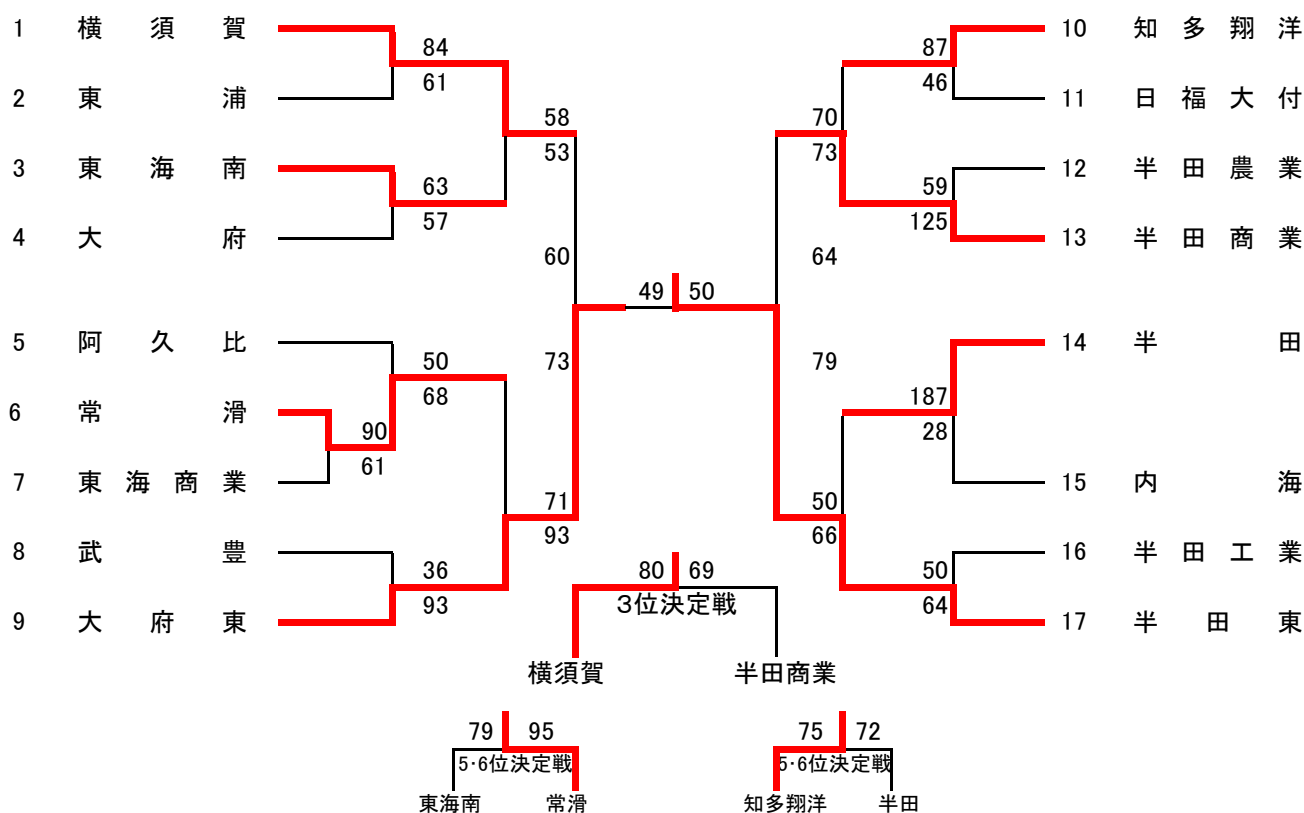 1 横須賀 84 87 10 知多翔洋
2 東浦 61 46 11 日福大付
58 70
53 73
3 東海南 63 59 12 半田農業
4 大府 57 125 13 半田商業
60 64
49 50
5 阿久比 50 73 79 14 半田
6 常滑 68 187
90 28
7 東海商業 61 15 内海
71 50
93 66
8 武豊 36 50 16 半田工業
80 69
9 大府東 93 3位決定戦 64 17 半田東
横須賀 半田商業
79 95 75 72
5・6位決定戦 5・6位決定戦
東海南 常滑 知多翔洋 半田